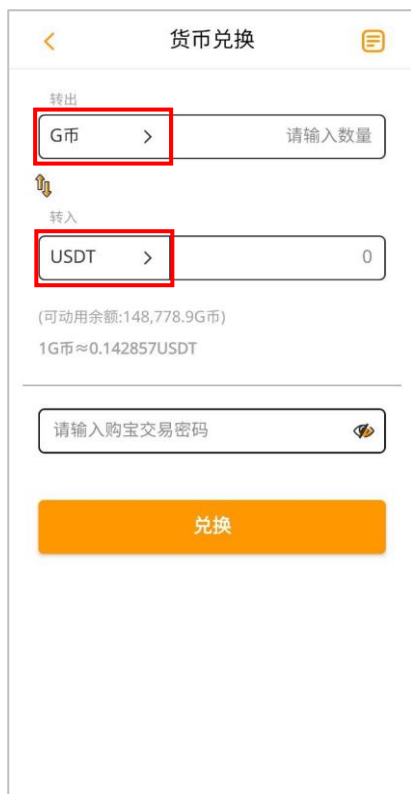 货币兑换
转出
G币 > 请输入数量
转入
USDT > 0
(可动用余额:148,778.9G币)
1G币≈0.142857USDT
请输入购宝交易密码
兑换